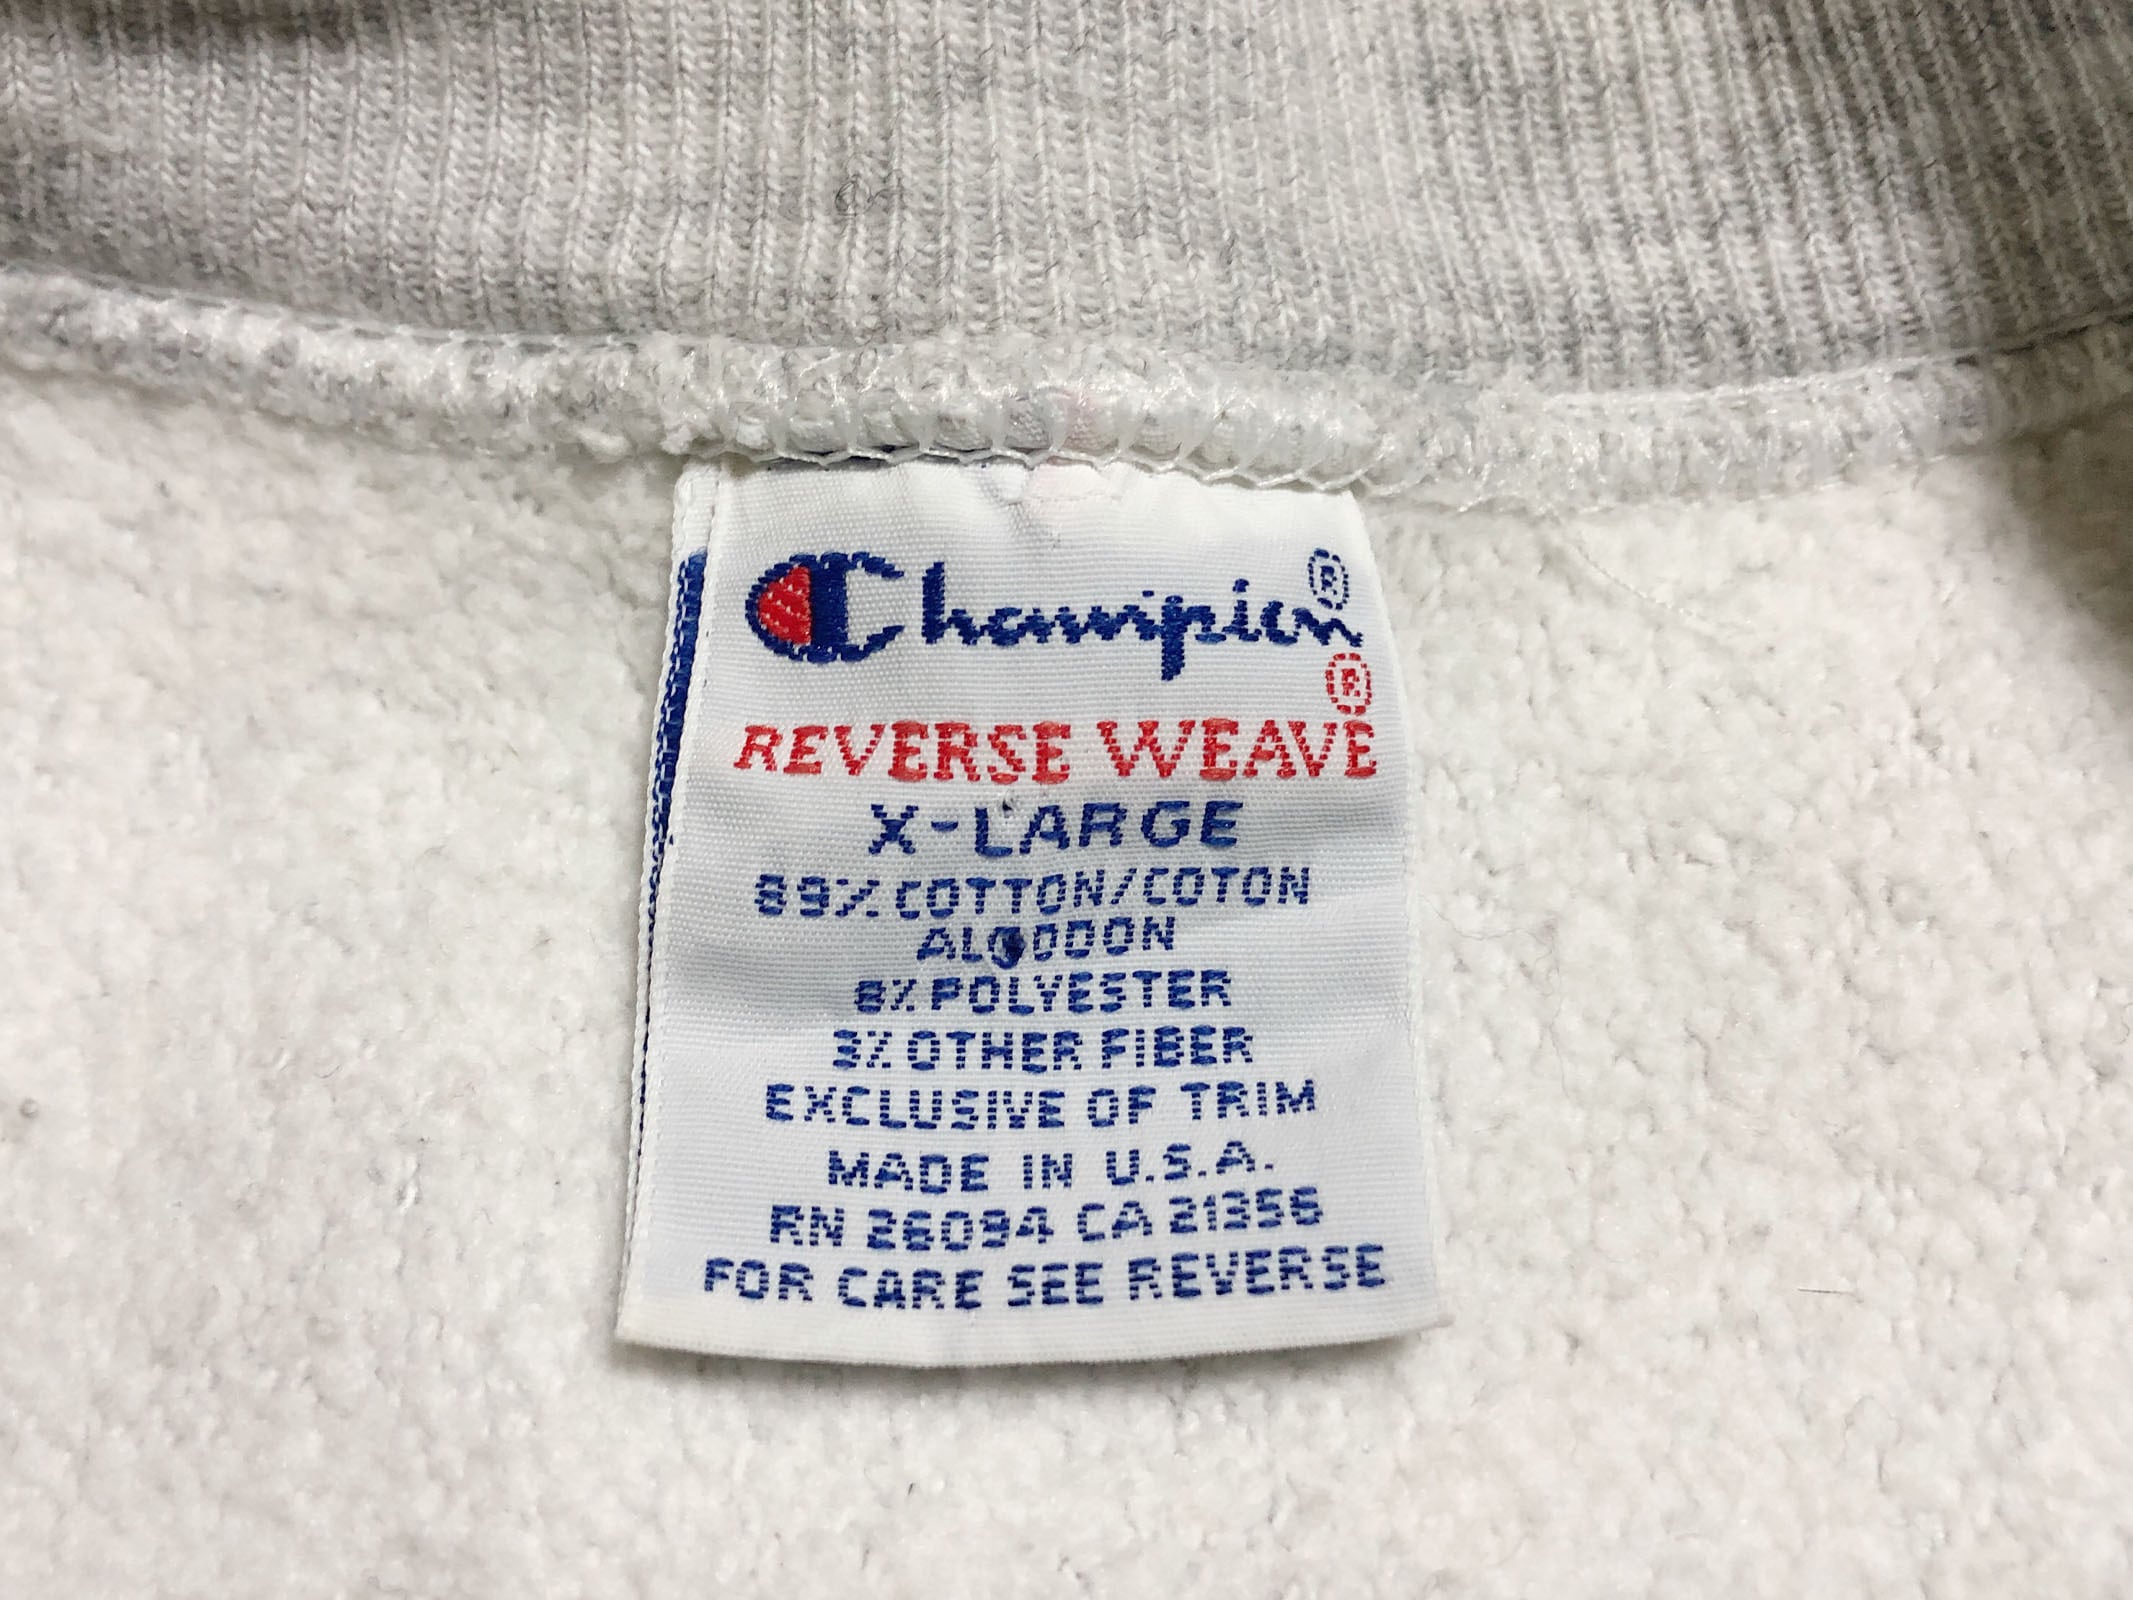 Champion®
®
REVERSE WEAVE
X-LARGE
89% COTTON/COTON
ALGODON
8% POLYESTER
3% OTHER FIBER
EXCLUSIVE OF TRIM
MADE IN U.S.A.
RN 26094 CA 21356
FOR CARE SEE REVERSE